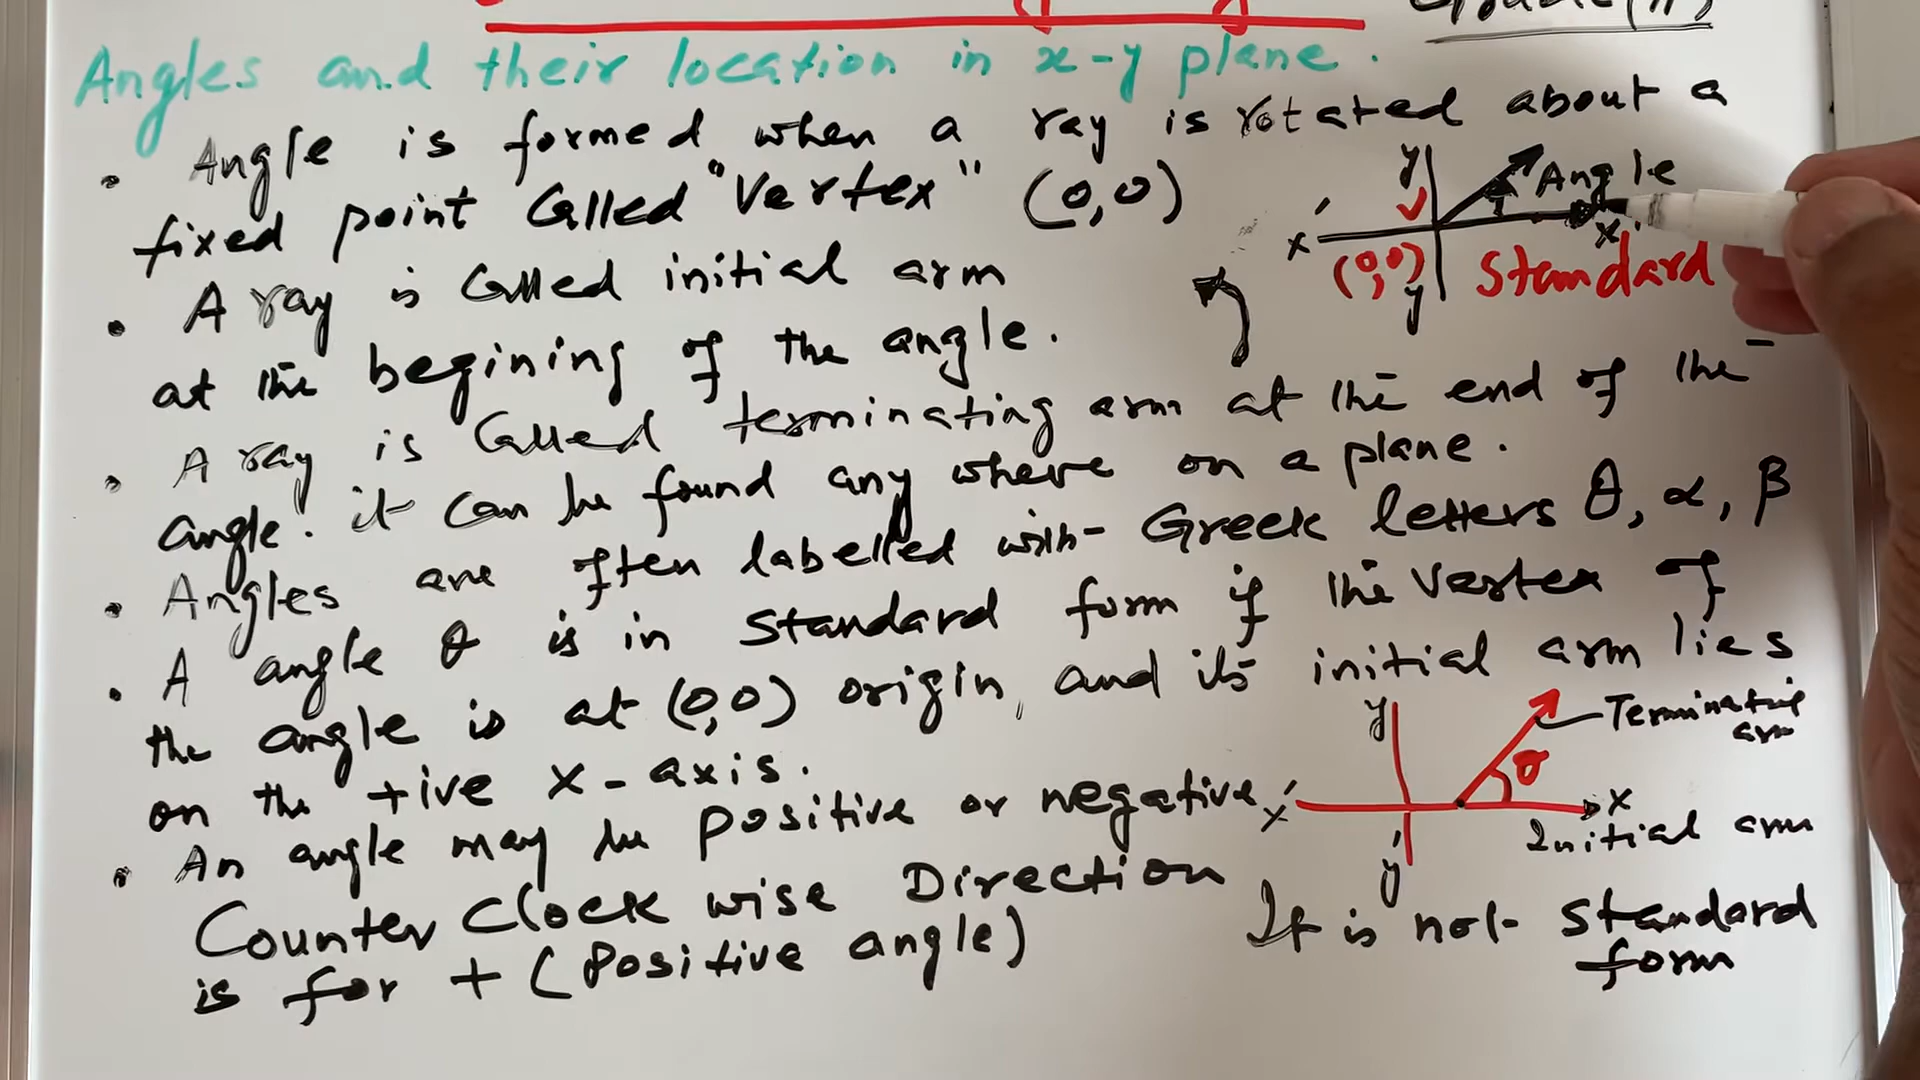 Angles and their location in x-y plane.
• Angle is formed when a ray is rotated about a
fixed point Called "Vertex" (0,0)
• A ray is Called initial arm
at the begining of the angle.
• A ray is Called terminating arm at the end of the
angle. it can be found any where on a plane.
• Angles are often labelled with Greek letters θ, α, β
• A angle θ is in Standard form if the Vertex of
the angle is at (0,0) origin, and its initial arm lies
on the +ive X-axis.
• An angle may be positive or negative
Counter Clock wise Direction
is for + (Positive angle)
y
Angle
x'
x
(0,0)
Standard
y
y
Terminating
arm
θ
x'
x
Initial arm
y'
It is not Standard
form